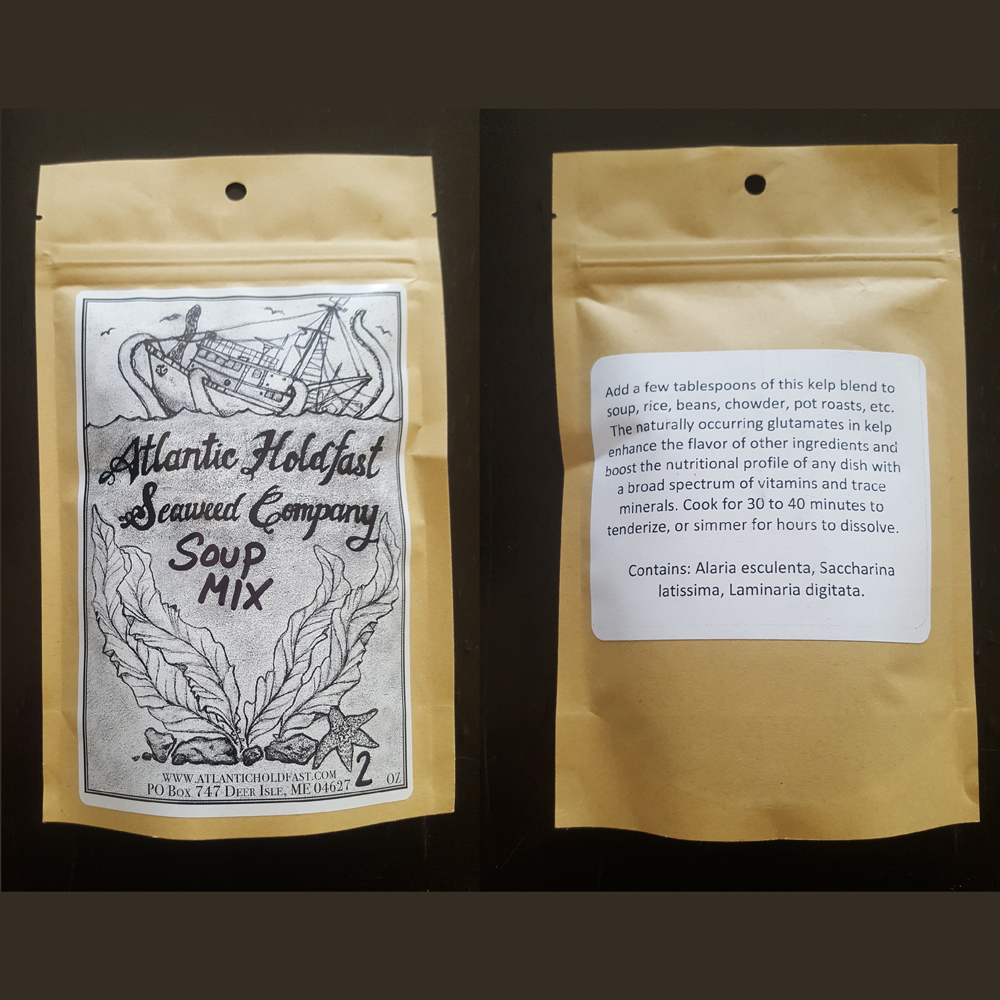 Atlantic Holdfast
Seaweed Company
SOUP
MIX
WWW.ATLANTICHOLDFAST.COM
PO BOX 747 DEER ISLE, ME 04627
2 OZ
Add a few tablespoons of this kelp blend to
soup, rice, beans, chowder, pot roasts, etc.
The naturally occurring glutamates in kelp
enhance the flavor of other ingredients and
boost the nutritional profile of any dish with
a broad spectrum of vitamins and trace
minerals. Cook for 30 to 40 minutes to
tenderize, or simmer for hours to dissolve.
Contains: Alaria esculenta, Saccharina
latissima, Laminaria digitata.